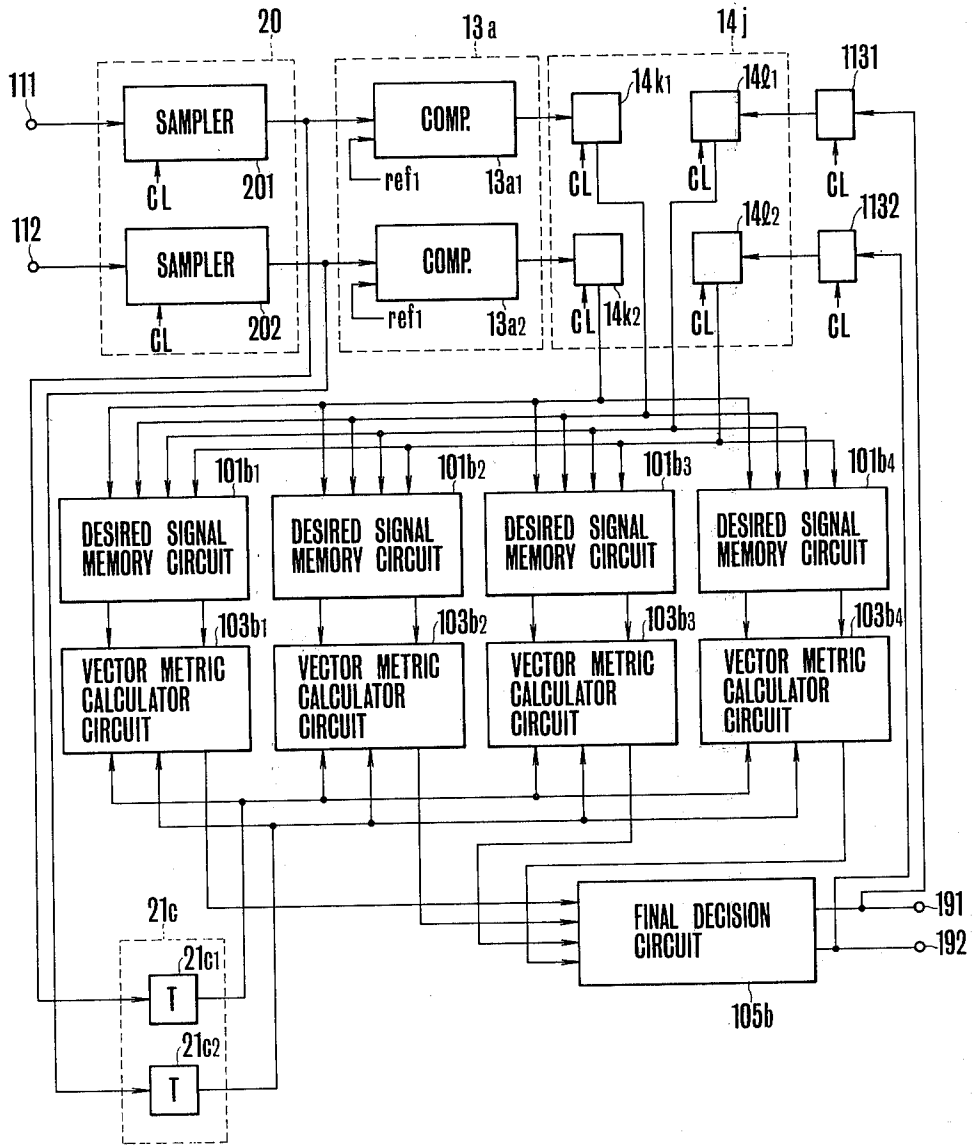 20
13a
14j
111
SAMPLER
CL
201
COMP.
ref1
13a1
14k1
CL
14l1
CL
1131
CL
112
SAMPLER
CL
202
COMP.
ref1
13a2
CL
14k2
14l2
CL
1132
CL
101b1
101b2
101b3
101b4
DESIRED SIGNAL
MEMORY CIRCUIT
DESIRED SIGNAL
MEMORY CIRCUIT
DESIRED SIGNAL
MEMORY CIRCUIT
DESIRED SIGNAL
MEMORY CIRCUIT
103b1
103b2
103b3
103b4
VECTOR METRIC
CALCULATOR
CIRCUIT
VECTOR METRIC
CALCULATOR
CIRCUIT
VECTOR METRIC
CALCULATOR
CIRCUIT
VECTOR METRIC
CALCULATOR
CIRCUIT
21c
21c1
T
21c2
T
FINAL DECISION
CIRCUIT
105b
191
192